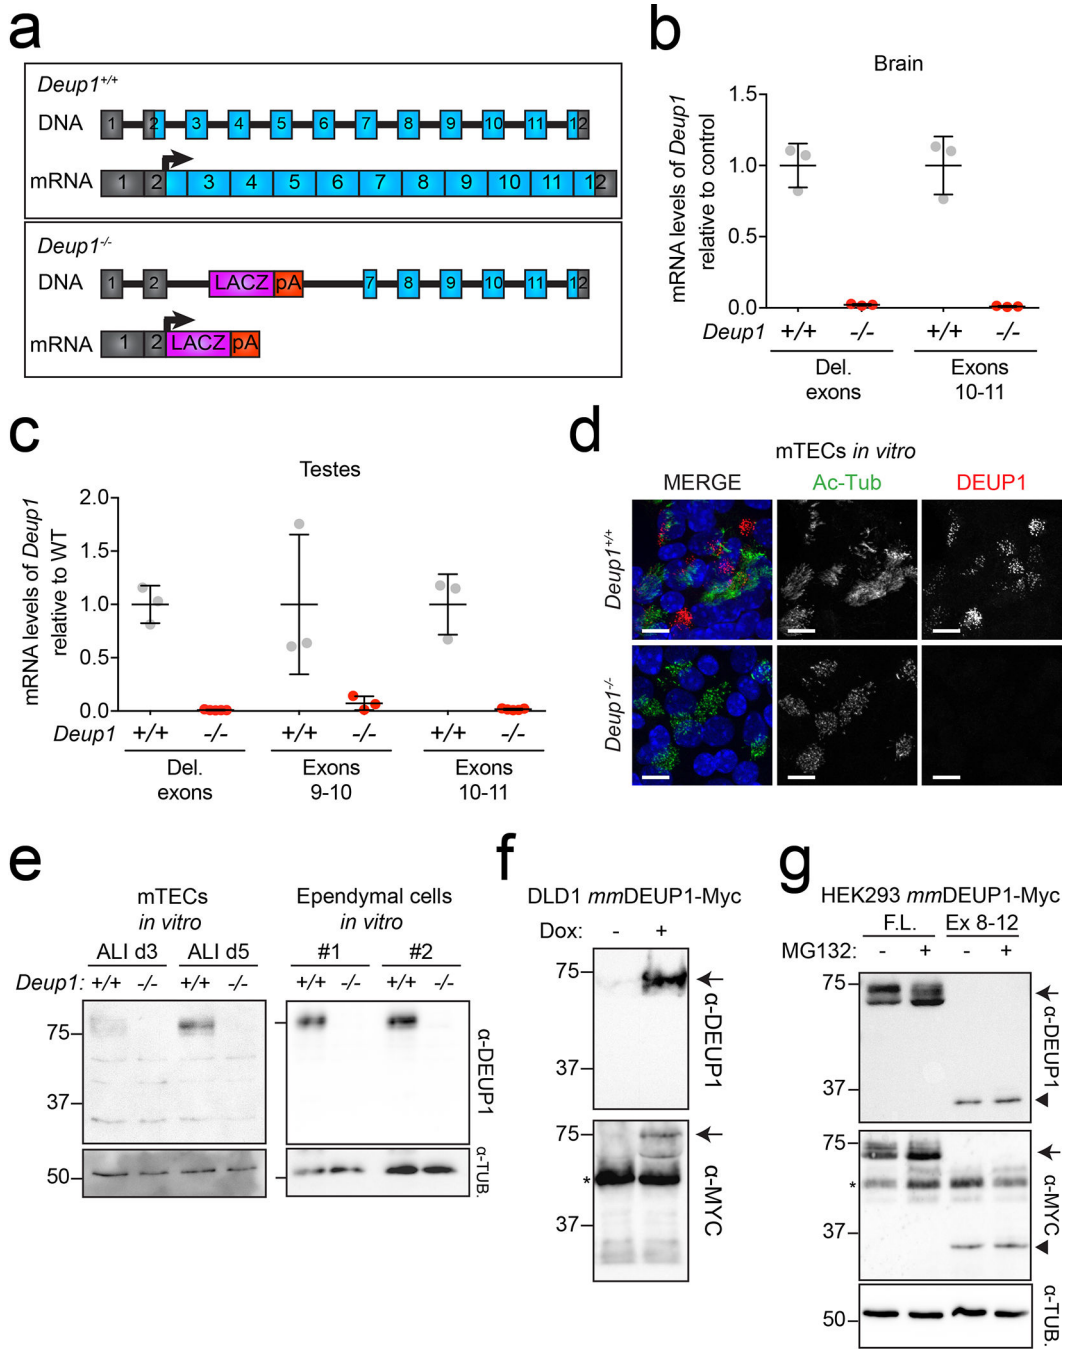 a
Deup1+/+
DNA 1 2 3 4 5 6 7 8 9 10 11 12
mRNA 1 2 3 4 5 6 7 8 9 10 11 12
Deup1-/-
DNA 1 2 LACZ pA 7 8 9 10 11 12
mRNA 1 2 LACZ pA
b
Brain
mRNA levels of Deup1
relative to control
1.5
1.0
0.5
0.0
Deup1 +/+ -/- +/+ -/-
Del. exons
Exons 10-11
c
Testes
mRNA levels of Deup1
relative to WT
2.0
1.5
1.0
0.5
0.0
Deup1 +/+ -/- +/+ -/- +/+ -/-
Del. exons
Exons 9-10
Exons 10-11
d
mTECs in vitro
MERGE Ac-Tub DEUP1
Deup1+/+
Deup1-/-
e
mTECs in vitro
Ependymal cells in vitro
ALI d3 ALI d5 #1 #2
Deup1: +/+ -/- +/+ -/- +/+ -/- +/+ -/-
75
37
50
α-DEUP1
α-TUB.
f
DLD1 mmDEUP1-Myc
Dox: - +
75
37
α-DEUP1
75
*
37
α-MYC
g
HEK293 mmDEUP1-Myc
F.L. Ex 8-12
MG132: - + - +
75
37
α-DEUP1
75
*
37
α-MYC
50
α-TUB.